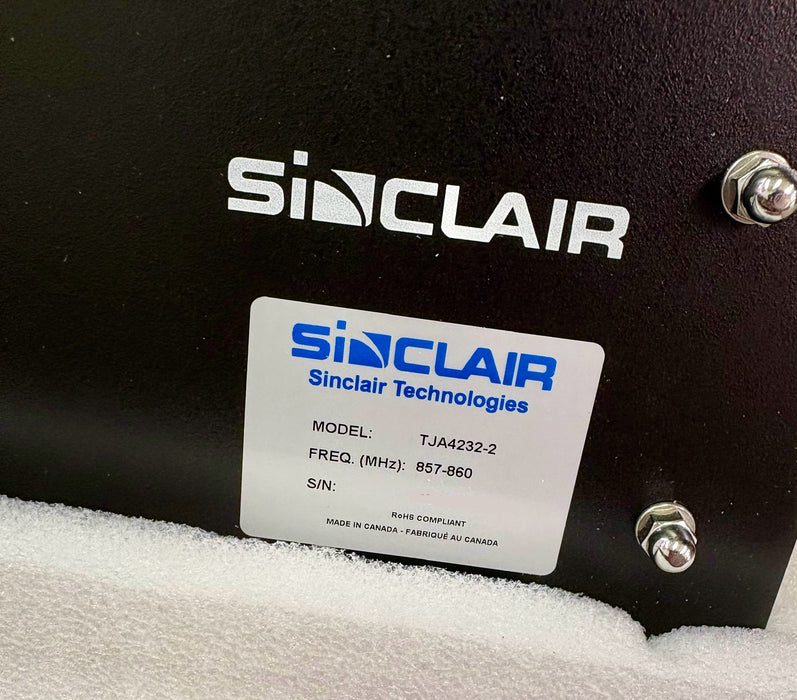 SiNCLAIR
SiNCLAIR
Sinclair Technologies
MODEL: TJA4232-2
FREQ. (MHz): 857-860
S/N:
RoHS COMPLIANT
MADE IN CANADA - FABRIQUÉ AU CANADA